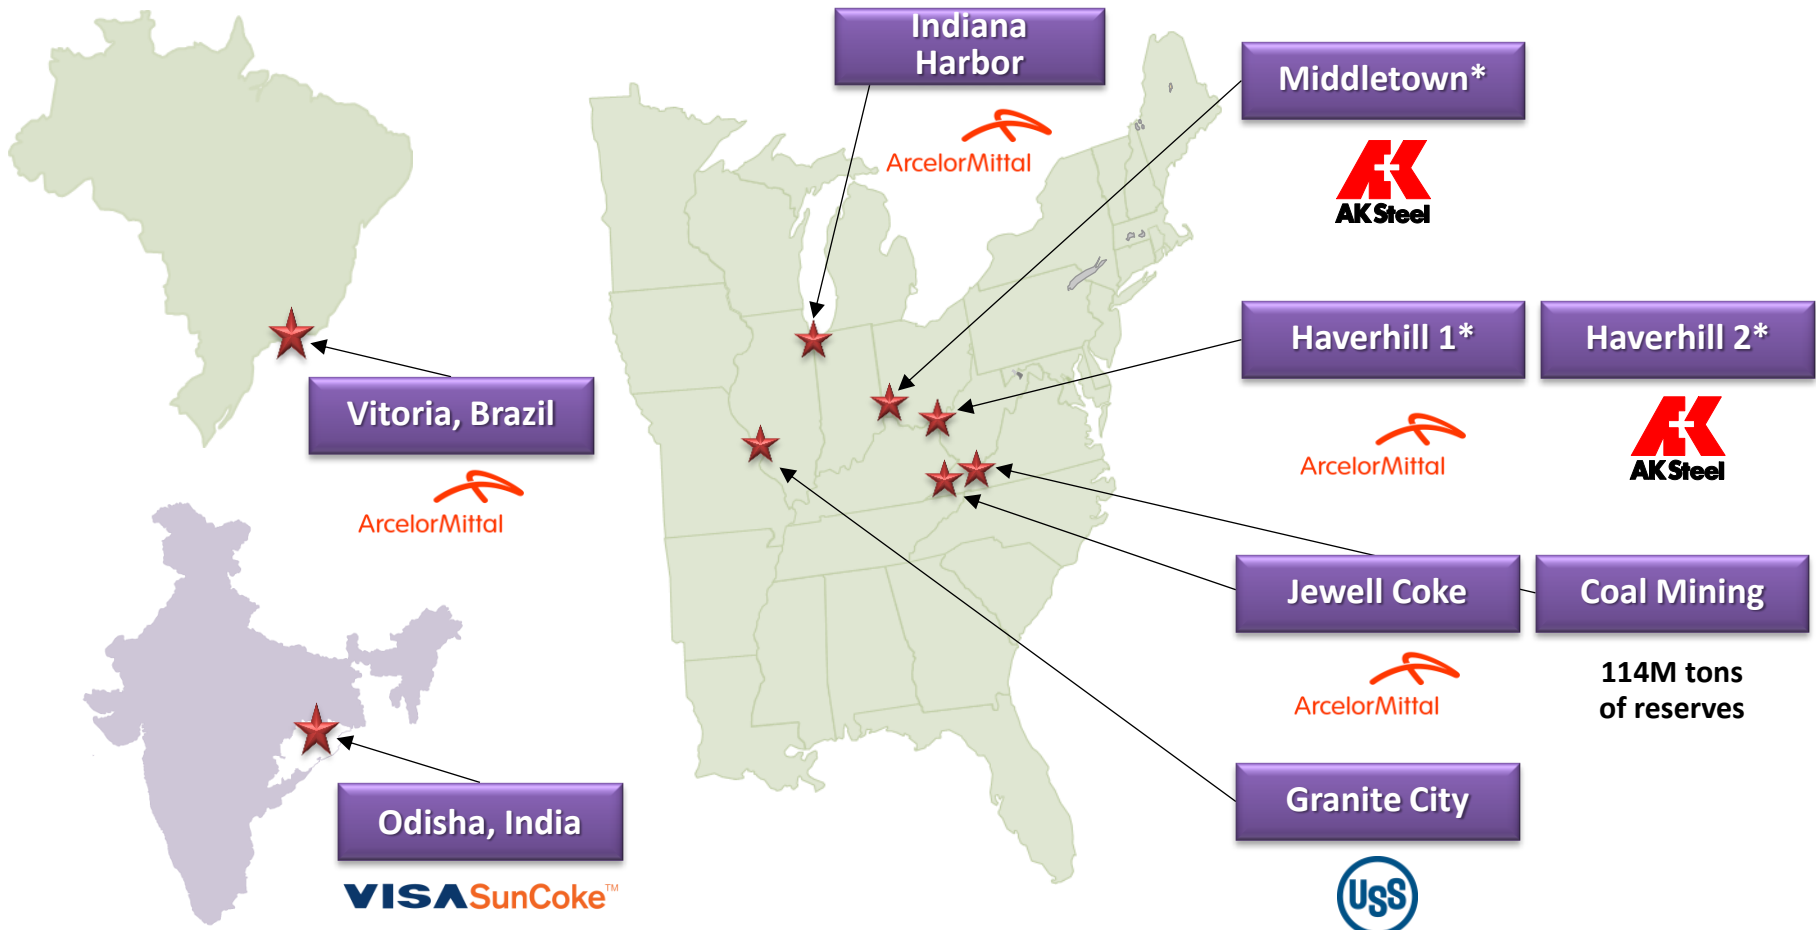 Indiana
Harbor
ArcelorMittal
Middletown*
AK Steel
Haverhill 1*
Haverhill 2*
ArcelorMittal
AK Steel
Vitoria, Brazil
ArcelorMittal
Jewell Coke
Coal Mining
ArcelorMittal
114M tons
of reserves
Granite City
USS
Odisha, India
VISA SunCoke™